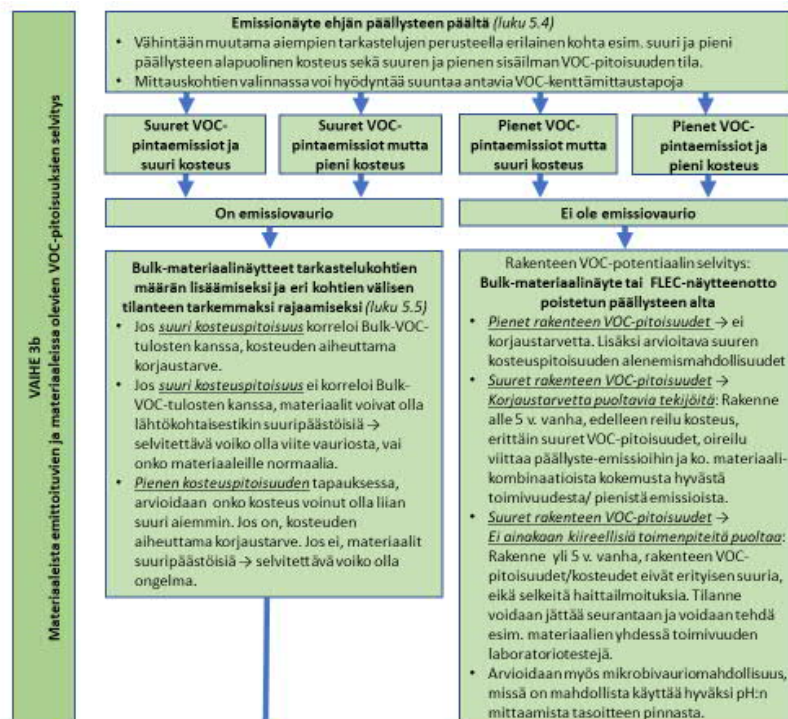 VAIHE 3b
Materiaaleista emittoituvien ja materiaaleissa olevien VOC-pitoisuuksien selvitys
Emissionäyte ehjän päällysteen päältä (luku 5.4)
• Vähintään muutama aiempien tarkastelujen perusteella erilainen kohta esim. suuri ja pieni
päällysteen alapuolinen kosteus sekä suuren ja pienen sisäilman VOC-pitoisuuden tila.
• Mittauskohtien valinnassa voi hyödyntää suuntaa antavia VOC-kenttämittaustapoja
Suuret VOC-
pintaemissiot ja
suuri kosteus
Suuret VOC-
pintaemissiot mutta
pieni kosteus
Pienet VOC-
pintaemissiot mutta
suuri kosteus
Pienet VOC-
pintaemissiot ja
pieni kosteus
On emissiovaurio
Ei ole emissiovaurio
Bulk-materiaalinäytteet tarkastelukohtien
määrän lisäämiseksi ja eri kohtien välisen
tilanteen tarkemmaksi rajaamiseksi (luku 5.5)
• Jos suuri kosteuspitoisuus korreloi Bulk-VOC-
tulosten kanssa, kosteuden aiheuttama
korjaustarve.
• Jos suuri kosteuspitoisuus ei korreloi Bulk-
VOC-tulosten kanssa, materiaalit voivat olla
lähtökohtaisestikin suuripäästöisiä →
selvitettävä voiko olla viite vauriosta, vai
onko materiaaleille normaalia.
• Pienen kosteuspitoisuuden tapauksessa,
arvioidaan onko kosteus voinut olla liian
suuri aiemmin. Jos on, kosteuden
aiheuttama korjaustarve. Jos ei, materiaalit
suuripäästöisiä → selvitettävä voiko olla
ongelma.
Rakenteen VOC-potentiaalin selvitys:
Bulk-materiaalinäyte tai FLEC-näytteenotto
poistetun päällysteen alta
• Pienet rakenteen VOC-pitoisuudet → ei
korjaustarvetta. Lisäksi arvioitava suuren
kosteuspitoisuuden alenemismahdollisuudet
• Suuret rakenteen VOC-pitoisuudet →
Korjaustarvetta puoltavia tekijöitä: Rakenne
alle 5 v. vanha, edelleen reilu kosteus,
erittäin suuret VOC-pitoisuudet, oireilu
viittaa päällyste-emissioihin ja ko. materiaali-
kombinaatioista kokemusta hyvästä
toimivuudesta/ pienistä emissioista.
• Suuret rakenteen VOC-pitoisuudet →
Ei ainakaan kiireellisiä toimenpiteitä puoltaa:
Rakenne yli 5 v. vanha, rakenteen VOC-
pitoisuudet/kosteudet eivät erityisen suuria,
eikä selkeitä haittailmoituksia. Tilanne
voidaan jättää seurantaan ja voidaan tehdä
esim. materiaalien yhdessä toimivuuden
laboratoriotestejä.
• Arvioidaan myös mikrobivauriomahdollisuus,
missä on mahdollista käyttää hyväksi pH:n
mittaamista tasoitteen pinnasta.